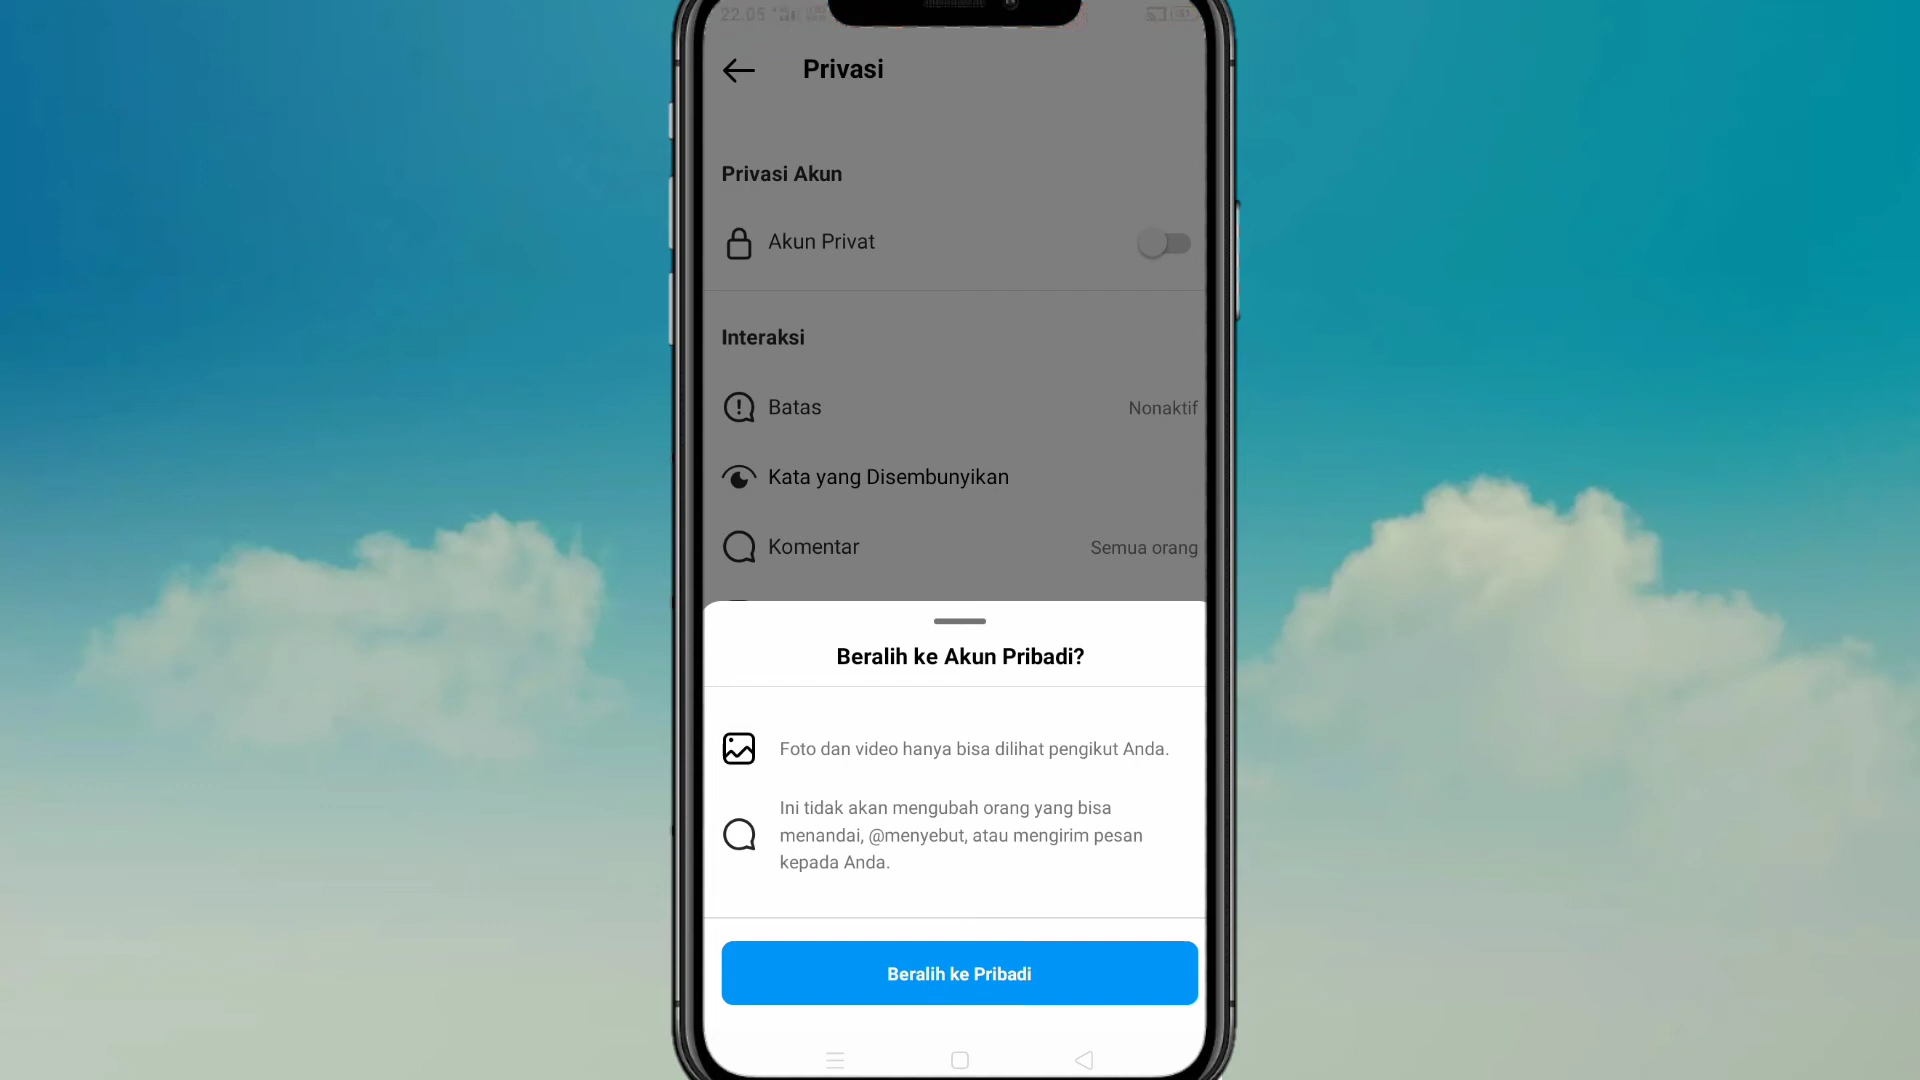 22.05
Privasi
Privasi Akun
Akun Privat
Interaksi
Batas Nonaktif
Kata yang Disembunyikan
Komentar Semua orang
Beralih ke Akun Pribadi?
Foto dan video hanya bisa dilihat pengikut Anda.
Ini tidak akan mengubah orang yang bisa
menandai, @menyebut, atau mengirim pesan
kepada Anda.
Beralih ke Pribadi